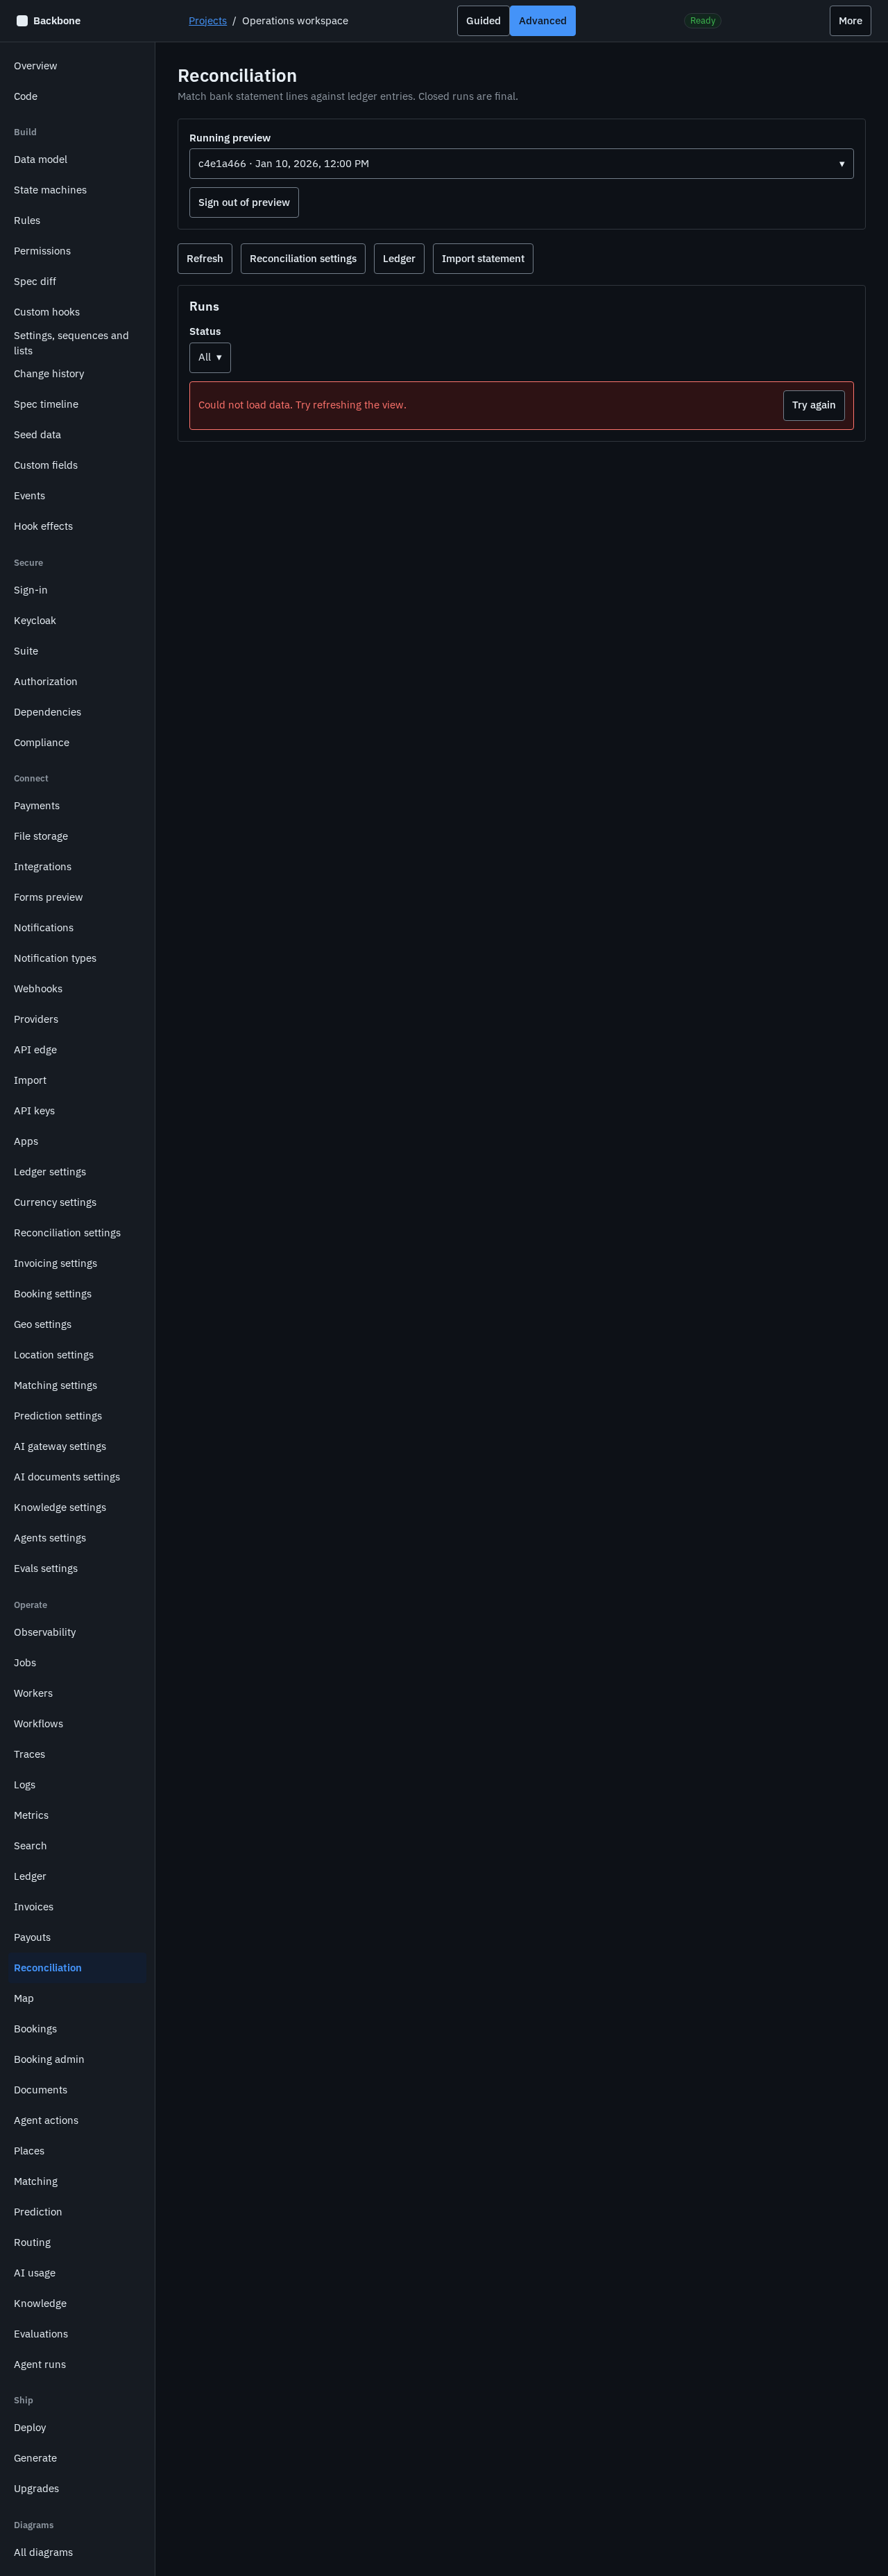 Backbone
Projects / Operations workspace
Guided
Advanced
Ready
More
Overview
Code
Build
Data model
State machines
Rules
Permissions
Spec diff
Custom hooks
Settings, sequences and
lists
Change history
Spec timeline
Seed data
Custom fields
Events
Hook effects
Secure
Sign-in
Keycloak
Suite
Authorization
Dependencies
Compliance
Connect
Payments
File storage
Integrations
Forms preview
Notifications
Notification types
Webhooks
Providers
API edge
Import
API keys
Apps
Ledger settings
Currency settings
Reconciliation settings
Invoicing settings
Booking settings
Geo settings
Location settings
Matching settings
Prediction settings
AI gateway settings
AI documents settings
Knowledge settings
Agents settings
Evals settings
Operate
Observability
Jobs
Workers
Workflows
Traces
Logs
Metrics
Search
Ledger
Invoices
Payouts
Reconciliation
Map
Bookings
Booking admin
Documents
Agent actions
Places
Matching
Prediction
Routing
AI usage
Knowledge
Evaluations
Agent runs
Ship
Deploy
Generate
Upgrades
Diagrams
All diagrams
Reconciliation
Match bank statement lines against ledger entries. Closed runs are final.
Running preview
c4e1a466 · Jan 10, 2026, 12:00 PM ▾
Sign out of preview
Refresh
Reconciliation settings
Ledger
Import statement
Runs
Status
All ▾
Could not load data. Try refreshing the view.
Try again